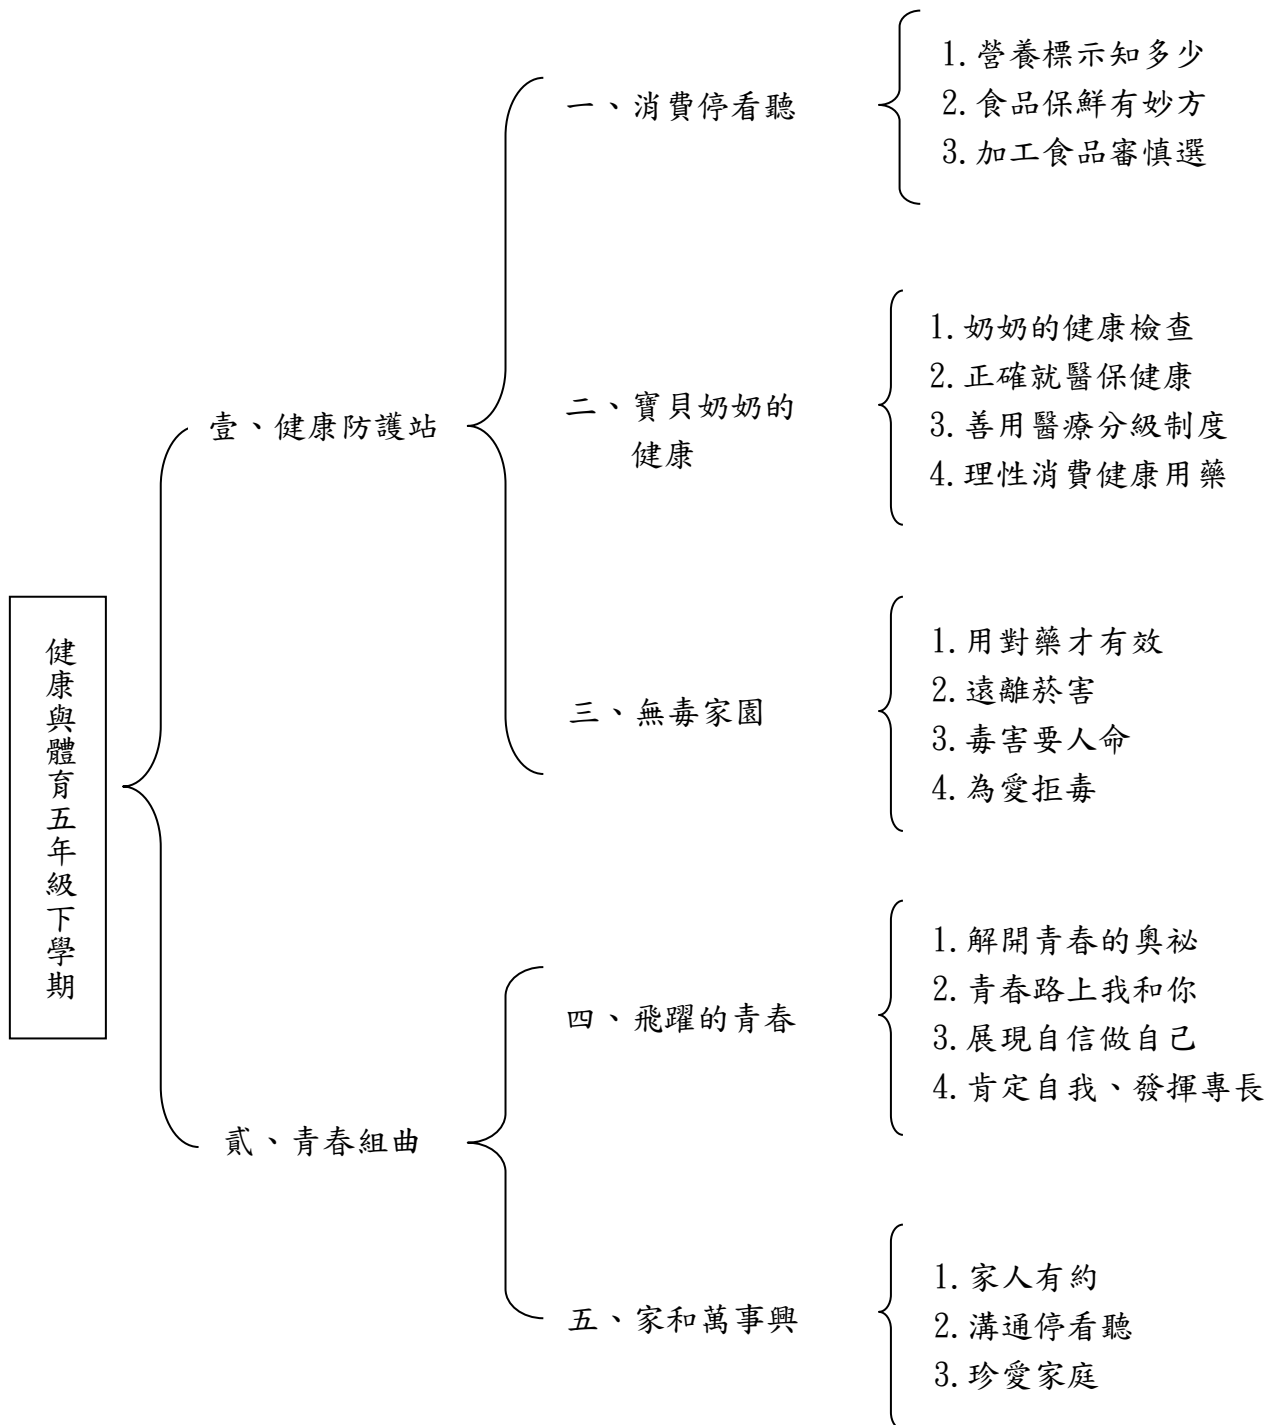 健康與體育五年級下學期
壹、健康防護站
一、消費停看聽
1.營養標示知多少
2.食品保鮮有妙方
3.加工食品審慎選
二、寶貝奶奶的
健康
1.奶奶的健康檢查
2.正確就醫保健康
3.善用醫療分級制度
4.理性消費健康用藥
三、無毒家園
1.用對藥才有效
2.遠離菸害
3.毒害要人命
4.為愛拒毒
貳、青春組曲
四、飛躍的青春
1.解開青春的奧祕
2.青春路上我和你
3.展現自信做自己
4.肯定自我、發揮專長
五、家和萬事興
1.家人有約
2.溝通停看聽
3.珍愛家庭